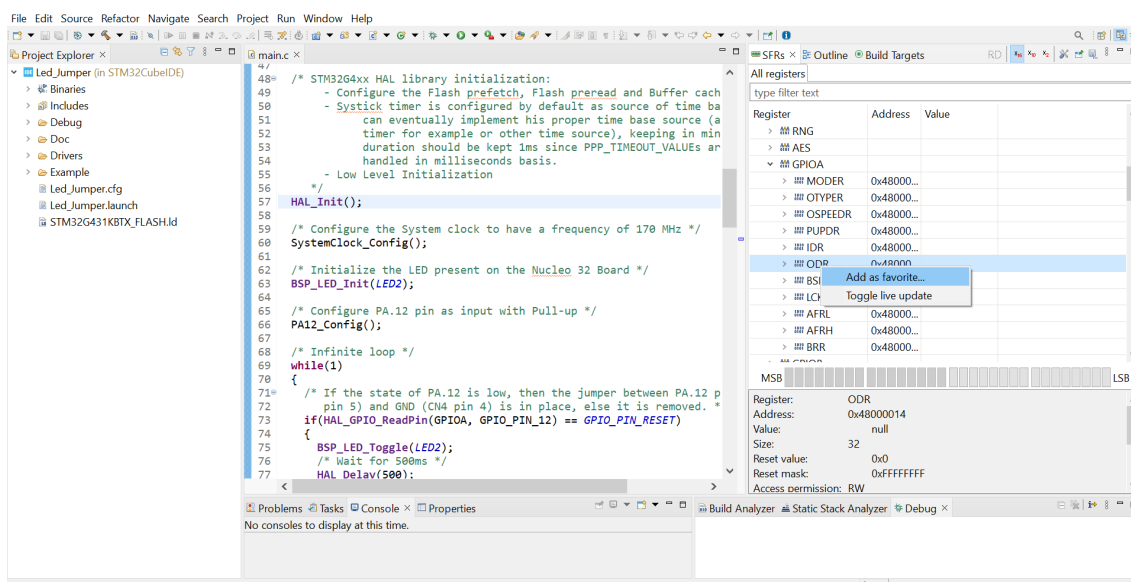 File Edit Source Refactor Navigate Search Project Run Window Help
Project Explorer ×
Led_Jumper (in STM32CubeIDE)
Binaries
Includes
Debug
Doc
Drivers
Example
Led_Jumper.cfg
Led_Jumper.launch
STM32G431KBTX_FLASH.ld
main.c ×
47
48 /* STM32G4xx HAL library initialization:
49 - Configure the Flash prefetch, Flash preread and Buffer cach
50 - Systick timer is configured by default as source of time ba
51 can eventually implement his proper time base source (a
52 timer for example or other time source), keeping in min
53 duration should be kept 1ms since PPP_TIMEOUT_VALUEs ar
54 handled in milliseconds basis.
55 - Low Level Initialization
56 */
57 HAL_Init();
58
59 /* Configure the System clock to have a frequency of 170 MHz */
60 SystemClock_Config();
61
62 /* Initialize the LED present on the Nucleo 32 Board */
63 BSP_LED_Init(LED2);
64
65 /* Configure PA.12 pin as input with Pull-up */
66 PA12_Config();
67
68 /* Infinite loop */
69 while(1)
70 {
71 /* If the state of PA.12 is low, then the jumper between PA.12 p
72 pin 5) and GND (CN4 pin 4) is in place, else it is removed. *
73 if(HAL_GPIO_ReadPin(GPIOA, GPIO_PIN_12) == GPIO_PIN_RESET)
74 {
75 BSP_LED_Toggle(LED2);
76 /* Wait for 500ms */
77 HAL_Delay(500);
SFRs × Outline Build Targets RD X16 X10 X2
All registers
type filter text
Register Address Value
RNG
AES
GPIOA
MODER 0x48000...
OTYPER 0x48000...
OSPEEDR 0x48000...
PUPDR 0x48000...
IDR 0x48000...
ODR 0x48000...
BSI
LCK
AFRL 0x48000...
AFRH 0x48000...
BRR 0x48000...
GPIOB
Add as favorite...
Toggle live update
MSB LSB
Register: ODR
Address: 0x48000014
Value: null
Size: 32
Reset value: 0x0
Reset mask: 0xFFFFFFFF
Access permission: RW
Problems Tasks Console × Properties
No consoles to display at this time.
Build Analyzer Static Stack Analyzer Debug ×